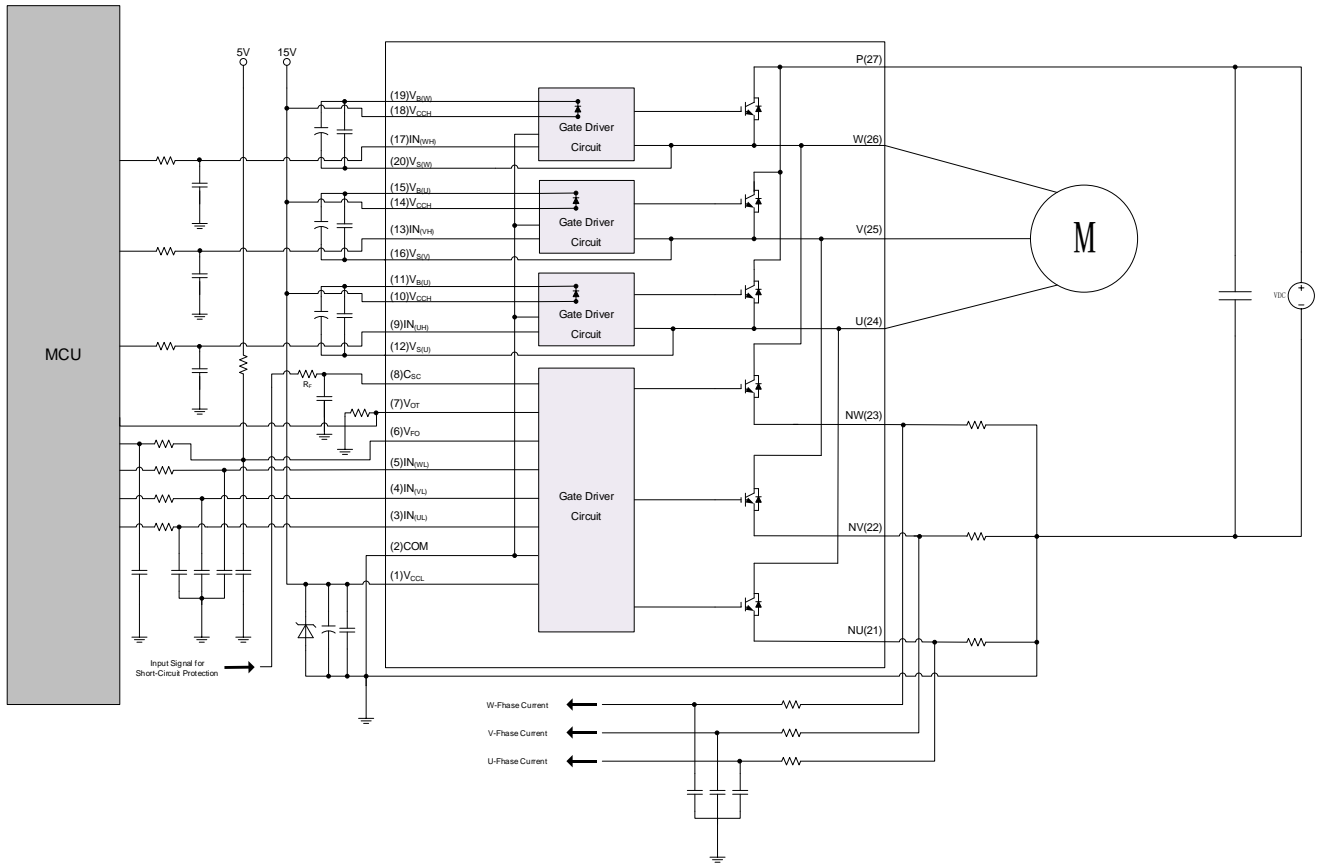 5V
15V
P(27)
(19)VB(W)
(18)VCCH
Gate Driver
Circuit
(17)IN(WH)
W(26)
(20)VS(W)
(15)VB(U)
(14)VCCH
Gate Driver
Circuit
(13)IN(VH)
V(25)
M
(16)VS(V)
(11)VB(U)
(10)VCCH
VDC
Gate Driver
Circuit
(9)IN(UH)
U(24)
(12)VS(U)
MCU
RF
(8)CSC
(7)VOT
NW(23)
(6)VFO
(5)IN(WL)
(4)IN(VL)
Gate Driver
Circuit
(3)IN(UL)
NV(22)
(2)COM
(1)VCCL
NU(21)
Input Signal for
Short-Circuit Protection
W-Fhase Current
V-Fhase Current
U-Fhase Current